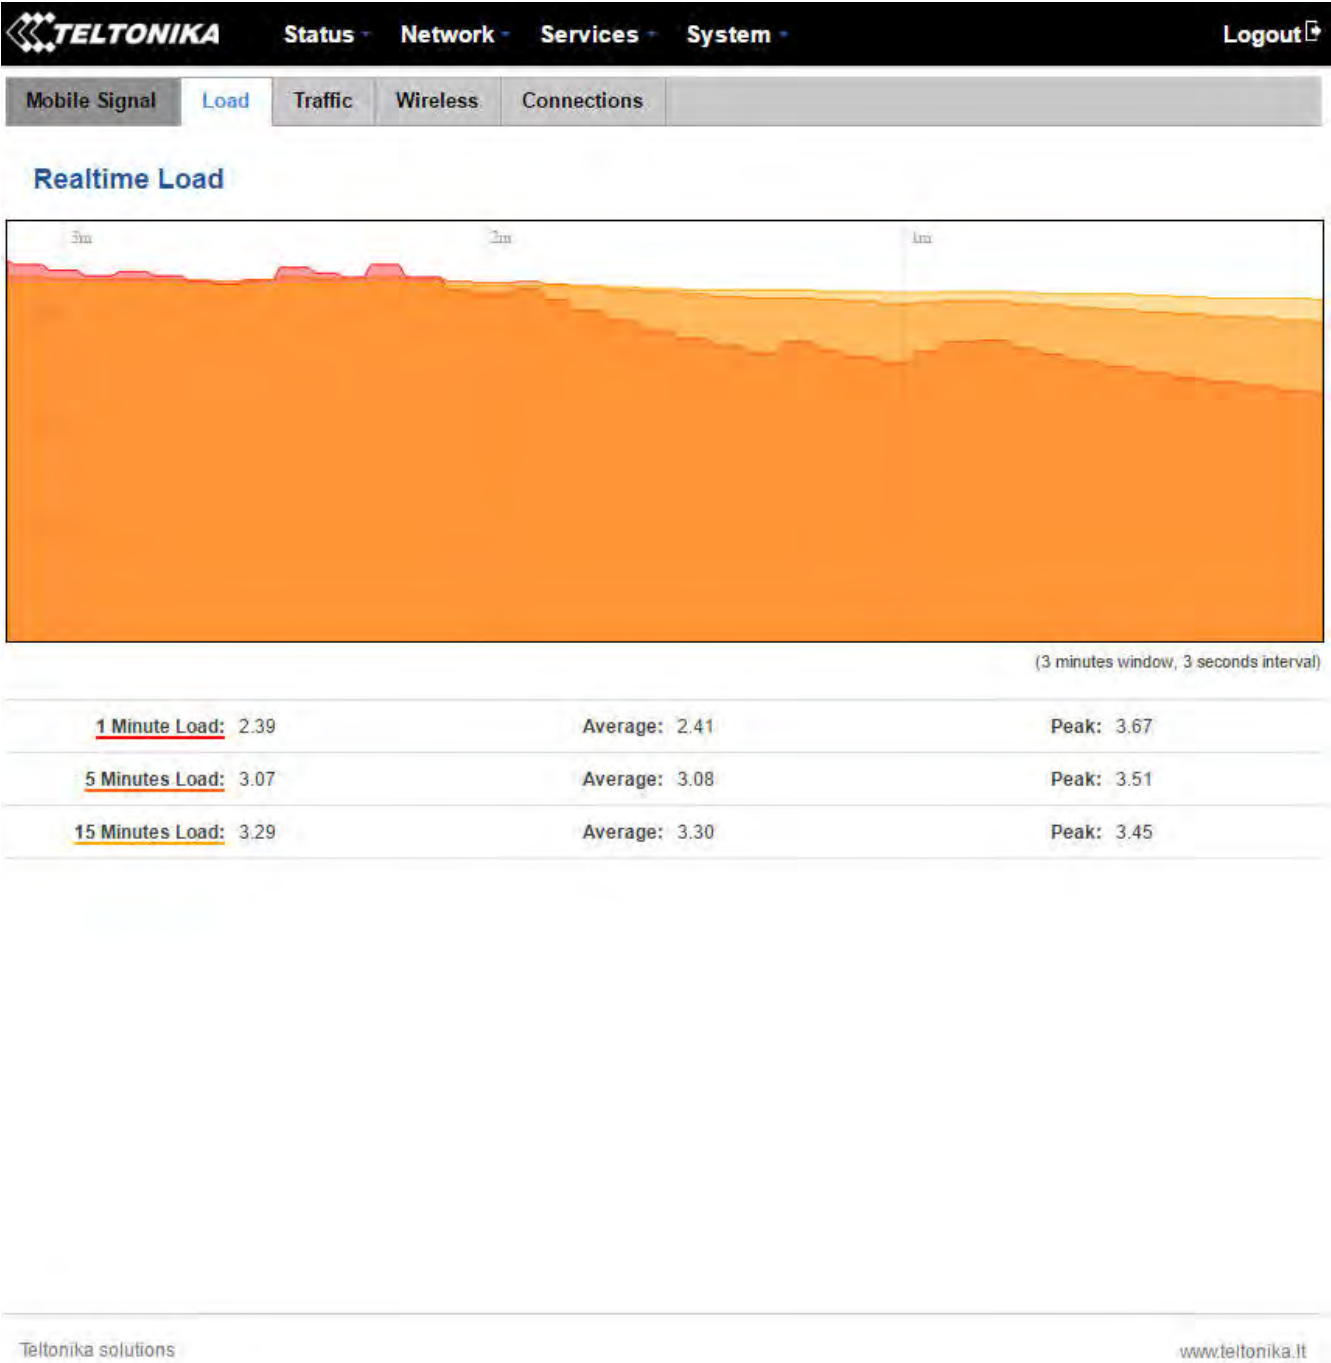 TELTONIKA Status Network Services System Logout
Mobile Signal Load Traffic Wireless Connections
Realtime Load
3m 2m 1m
(3 minutes window, 3 seconds interval)
1 Minute Load: 2.39 Average: 2.41 Peak: 3.67
5 Minutes Load: 3.07 Average: 3.08 Peak: 3.51
15 Minutes Load: 3.29 Average: 3.30 Peak: 3.45
Teltonika solutions www.teltonika.lt